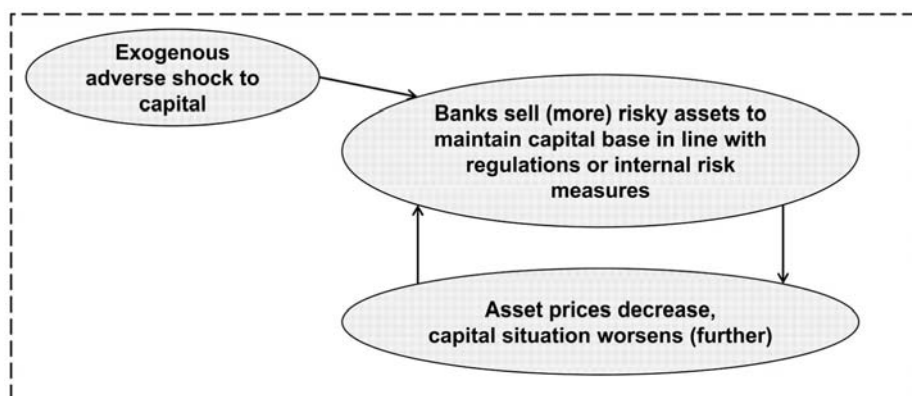 Exogenous
adverse shock to
capital
Banks sell (more) risky assets to
maintain capital base in line with
regulations or internal risk
measures
Asset prices decrease,
capital situation worsens (further)